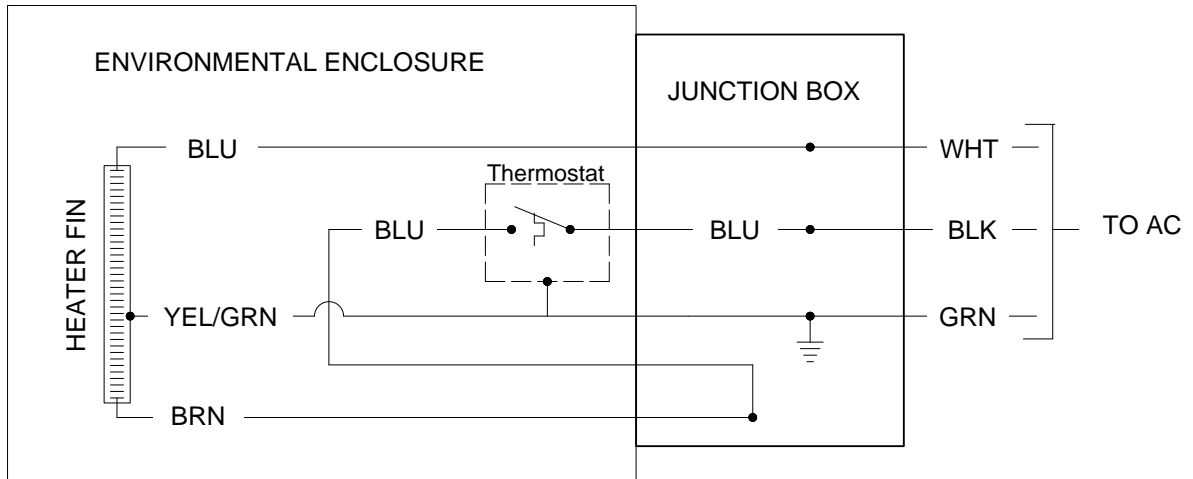 ENVIRONMENTAL ENCLOSURE
JUNCTION BOX
BLU
WHT
Thermostat
HEATER FIN
BLU
BLU
BLK
TO AC
YEL/GRN
GRN
BRN